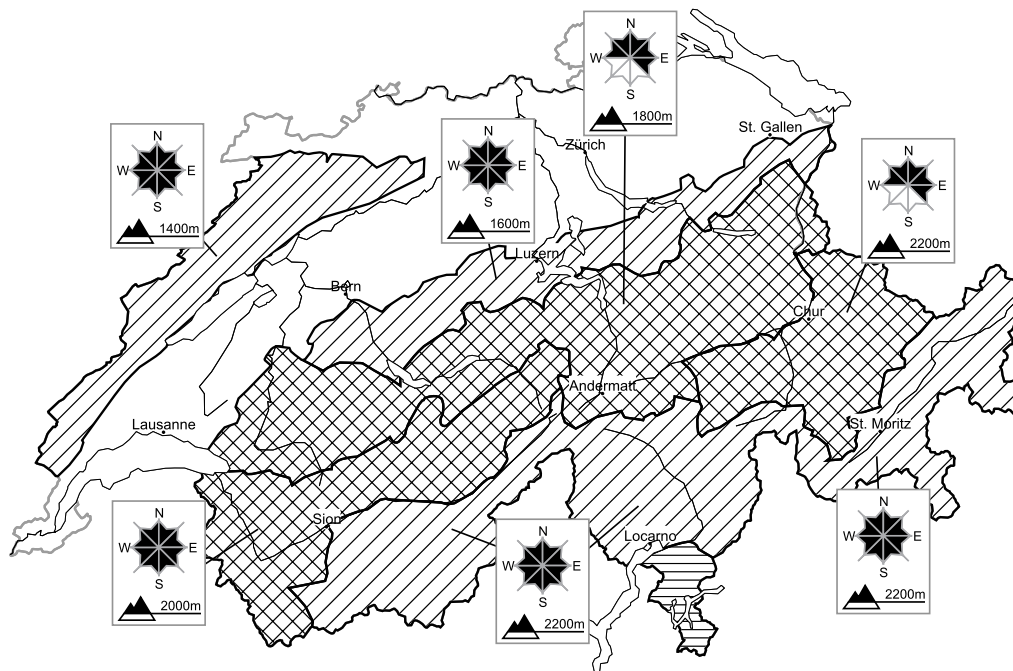 N
W E
S
1800m
N
W E
S
1400m
N
W E
S
1600m
Zürich
St. Gallen
N
W E
S
2200m
Luzern
Bern
Chur
Andermatt
Lausanne
St. Moritz
N
W E
S
2000m
Sion
N
W E
S
2200m
Locarno
N
W E
S
2200m